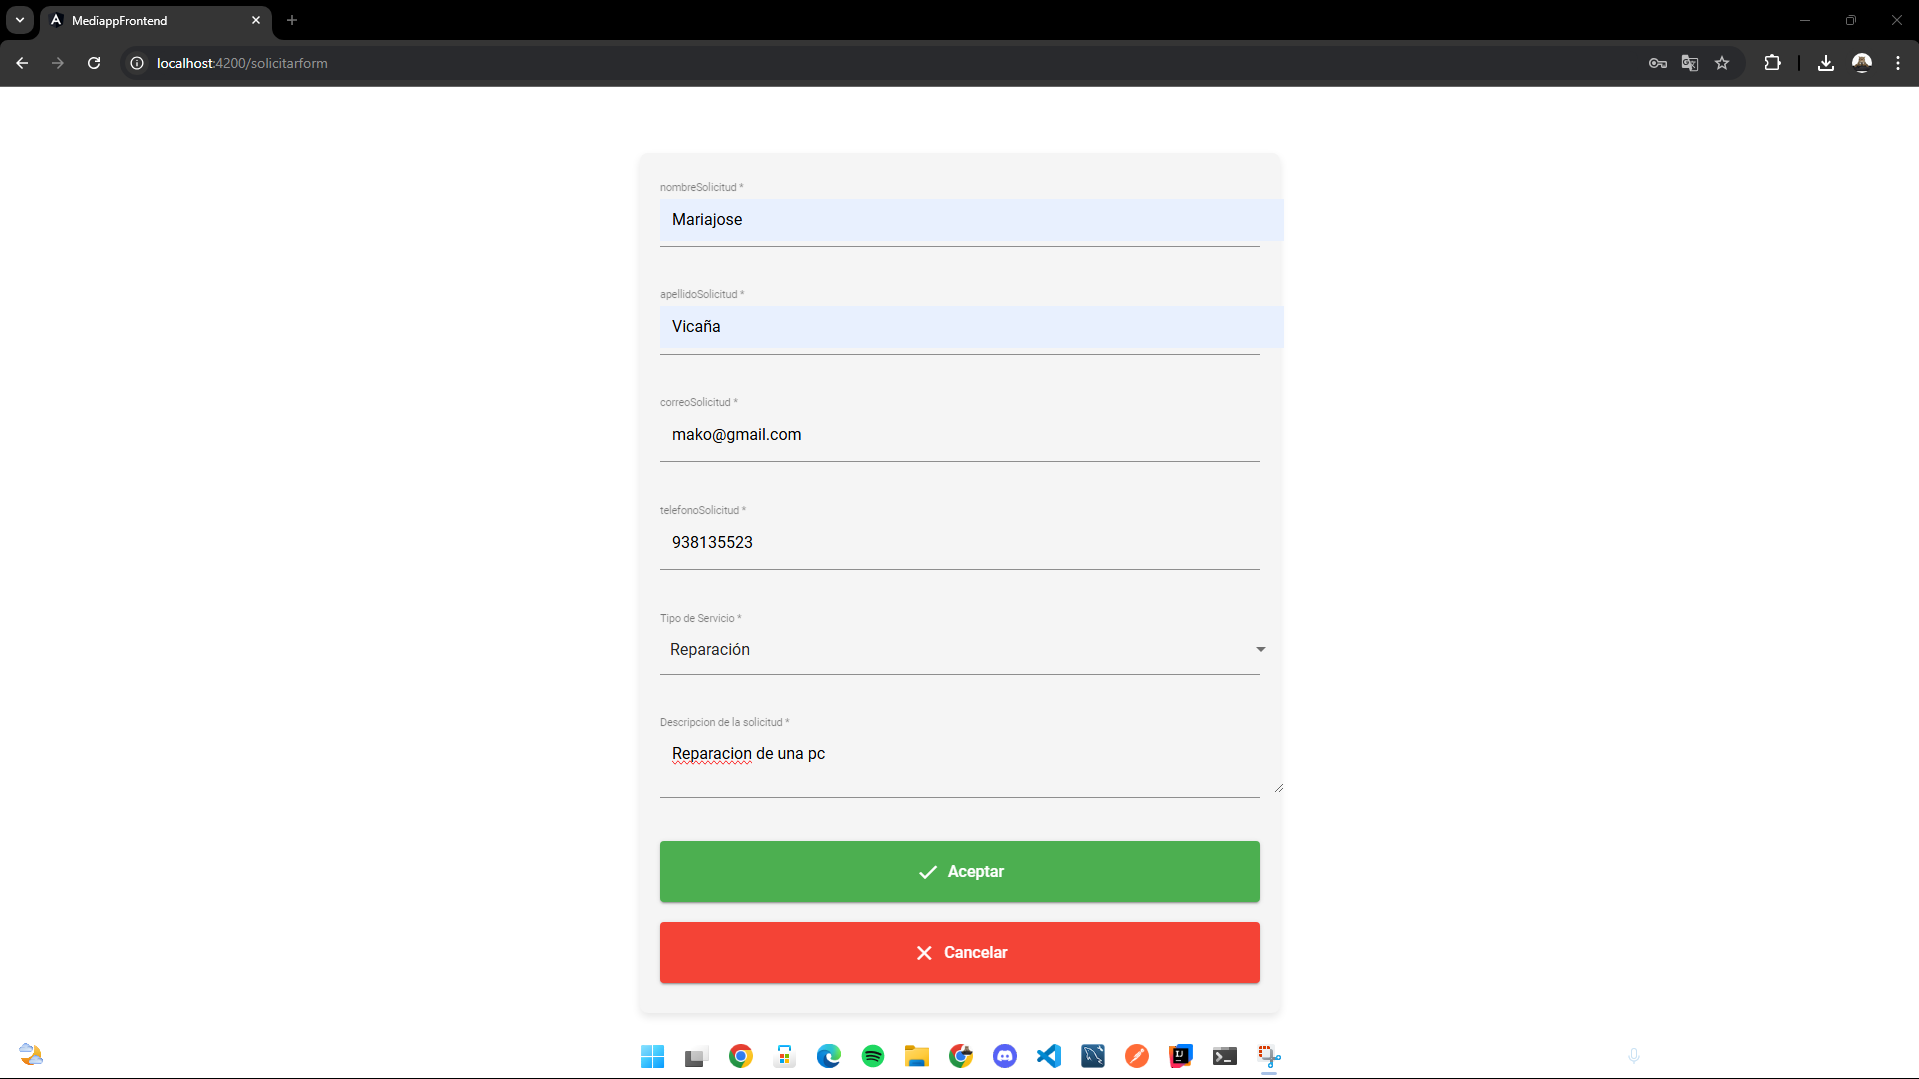 MediappFrontend
localhost:4200/solicitarform
nombreSolicitud *
Mariajose
apellidoSolicitud *
Vicaña
correoSolicitud *
mako@gmail.com
telefonoSolicitud *
938135523
Tipo de Servicio *
Reparación
Descripcion de la solicitud *
Reparacion de una pc
Aceptar
Cancelar